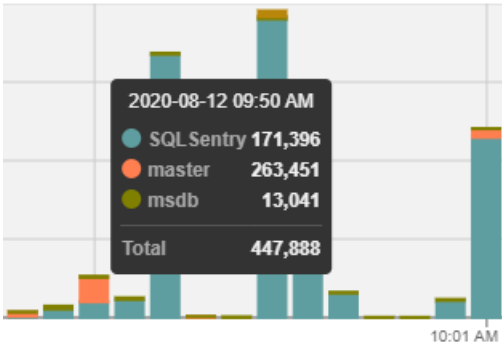 2020-08-12 09:50 AM
SQLSentry 171,396
master 263,451
msdb 13,041
Total 447,888
10:01 AM